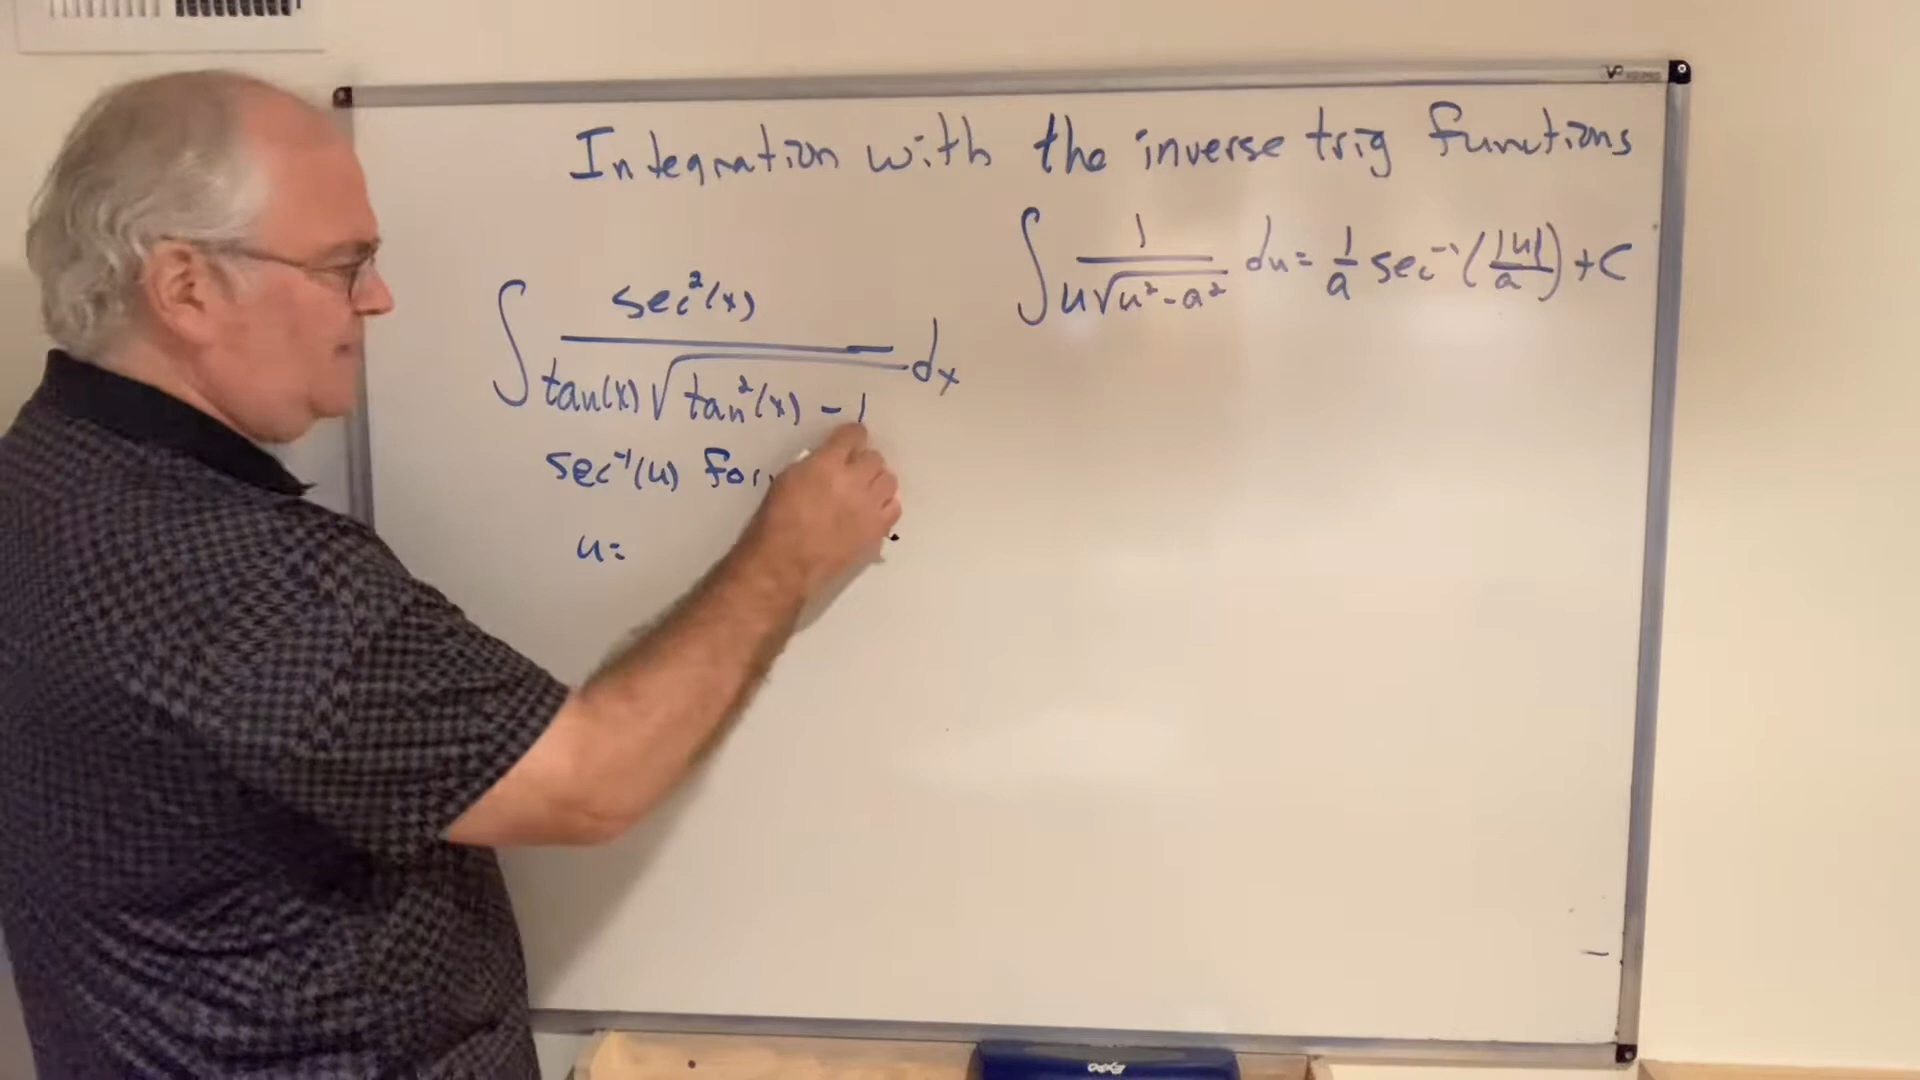 Integration with the inverse trig functions
∫ 1 / u√(u² - a²) du = 1/a sec⁻¹(|u|/a) + C
∫ sec²(x) / tan(x)√(tan²(x) - 1) dx
sec⁻¹(u)
u=